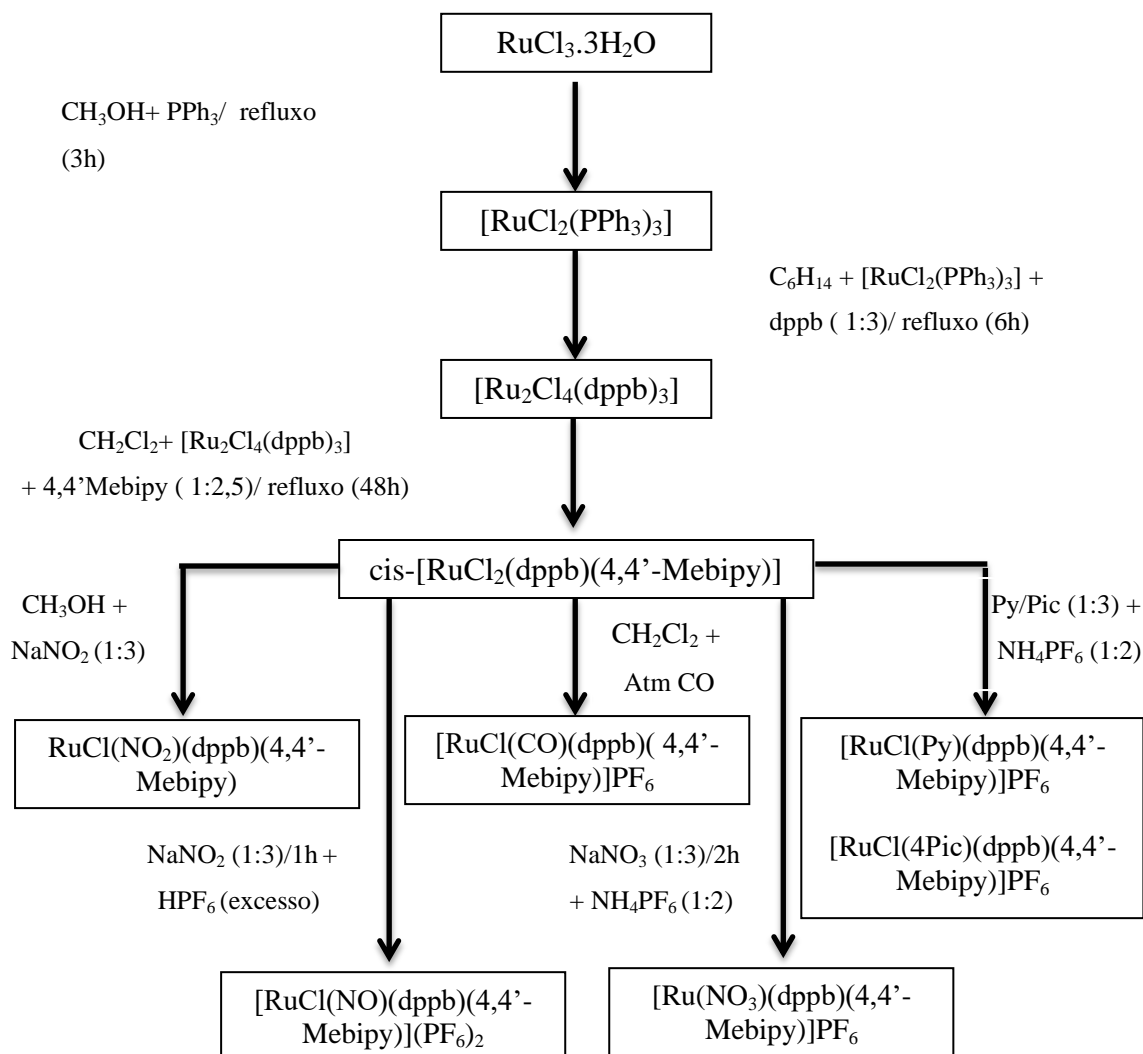 RuCl₃.3H₂O
CH₃OH+ PPh₃/ refluxo
(3h)
[RuCl₂(PPh₃)₃]
C₆H₁₄ + [RuCl₂(PPh₃)₃] +
dppb ( 1:3)/ refluxo (6h)
[Ru₂Cl₄(dppb)₃]
CH₂Cl₂+ [Ru₂Cl₄(dppb)₃]
+ 4,4’Mebipy ( 1:2,5)/ refluxo (48h)
cis-[RuCl₂(dppb)(4,4’-Mebipy)]
CH₃OH +
NaNO₂ (1:3)
CH₂Cl₂ +
Atm CO
Py/Pic (1:3) +
NH₄PF₆ (1:2)
RuCl(NO₂)(dppb)(4,4’-
Mebipy)
[RuCl(CO)(dppb)( 4,4’-
Mebipy)]PF₆
[RuCl(Py)(dppb)(4,4’-
Mebipy)]PF₆
[RuCl(4Pic)(dppb)(4,4’-
Mebipy)]PF₆
NaNO₂ (1:3)/1h +
HPF₆ (excesso)
NaNO₃ (1:3)/2h
+ NH₄PF₆ (1:2)
[RuCl(NO)(dppb)(4,4’-
Mebipy)](PF₆)₂
[Ru(NO₃)(dppb)(4,4’-
Mebipy)]PF₆